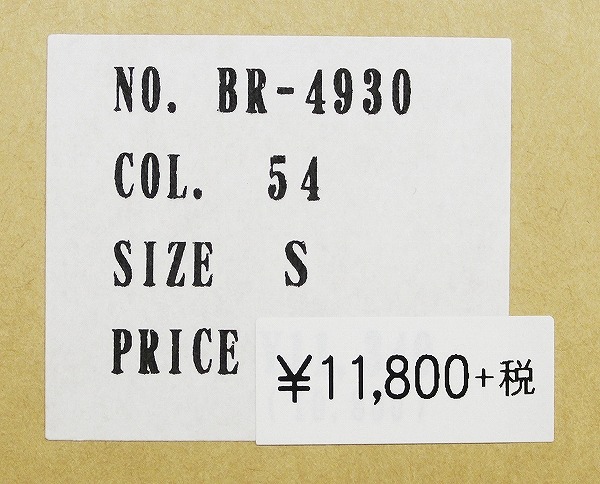 NO. BR-4930
COL. 54
SIZE S
PRICE ¥11,800+税